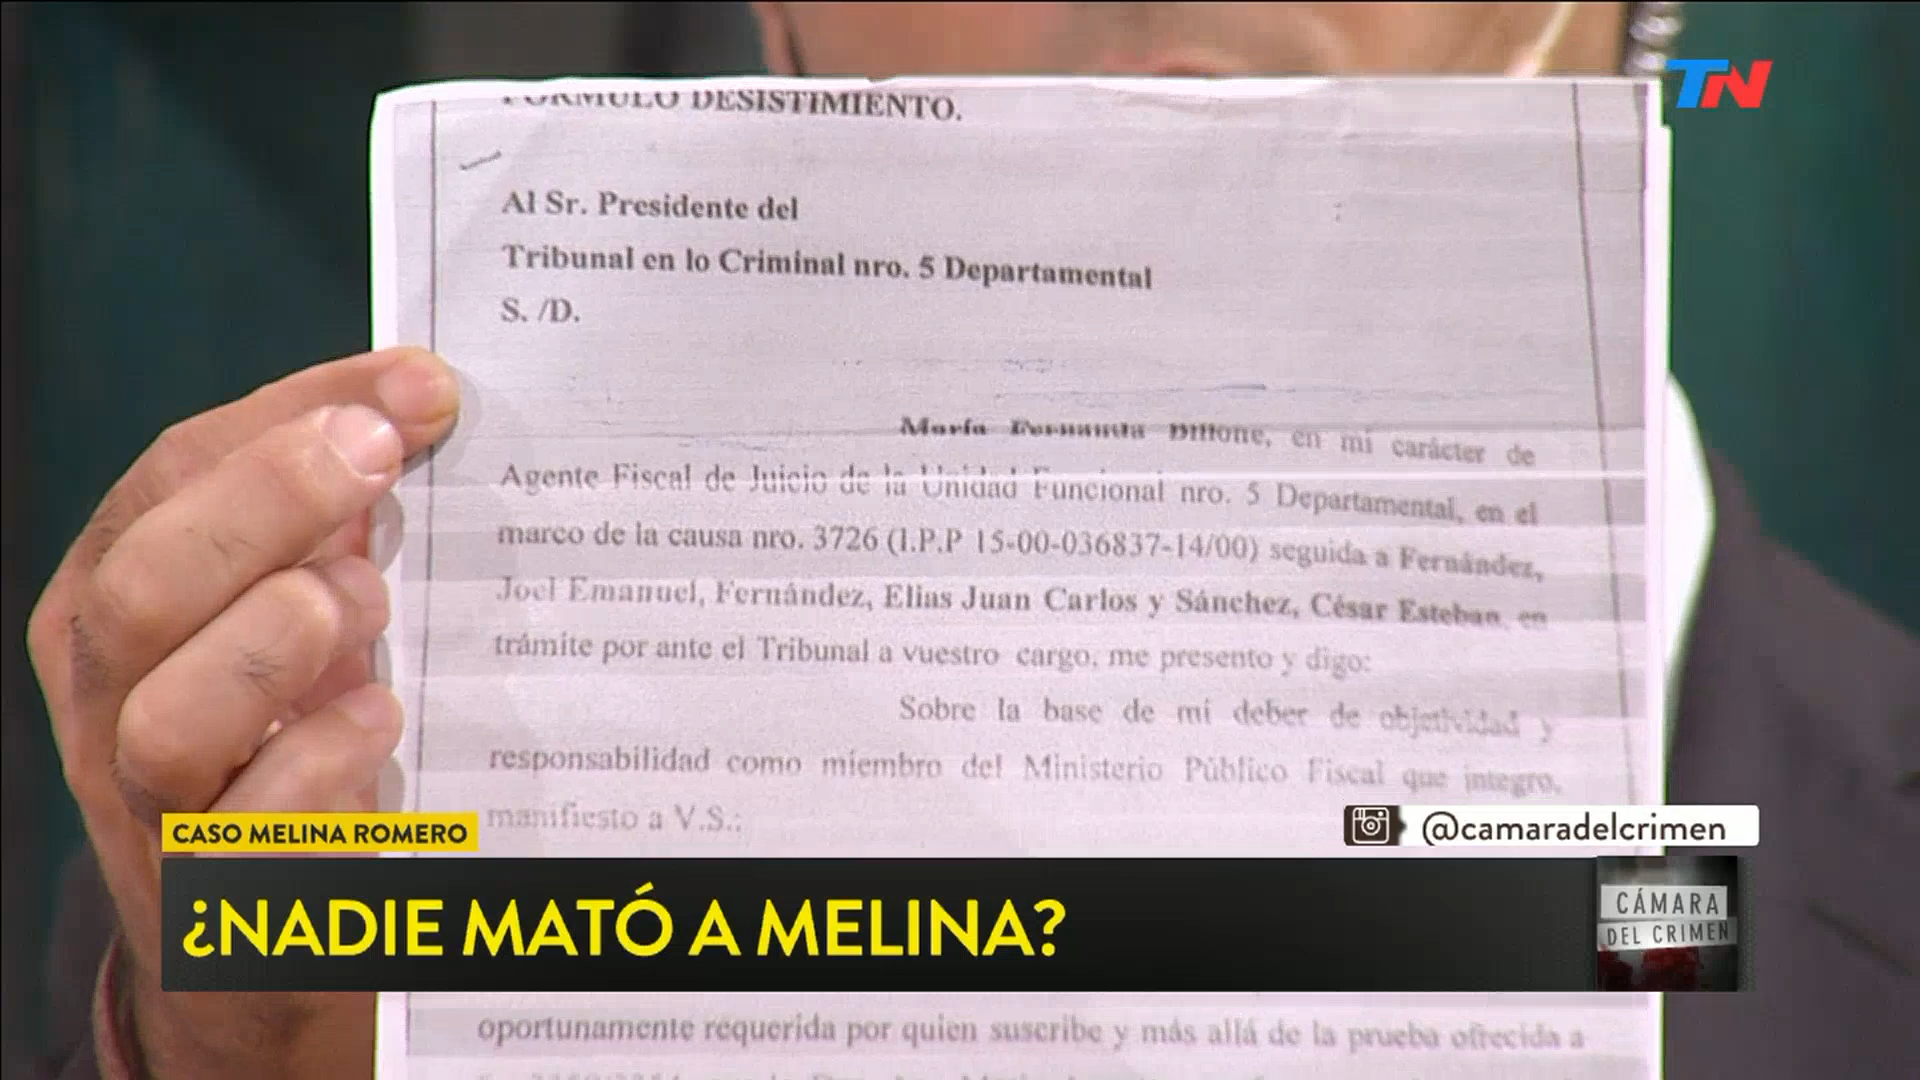 TN
FORMULO DESISTIMIENTO.
Al Sr. Presidente del
Tribunal en lo Criminal nro. 5 Departamental
S. /D.
María Fernanda Billone, en mi carácter de
Agente Fiscal de Juicio de la Unidad Funcional nro. 5 Departamental, en el
marco de la causa nro. 3726 (I.P.P 15-00-036837-14/00) seguida a Fernández,
Joel Emanuel, Fernández, Elias Juan Carlos y Sánchez, César Esteban, en
trámite por ante el Tribunal a vuestro cargo, me presento y digo:
Sobre la base de mi deber de objetividad y
responsabilidad como miembro del Ministerio Público Fiscal que integro,
manifiesto a V.S.:
CASO MELINA ROMERO
@camaradelcrimen
¿NADIE MATÓ A MELINA?
CÁMARA
DEL CRIMEN
oportunamente requerida por quien suscribe y más allá de la prueba ofrecida a